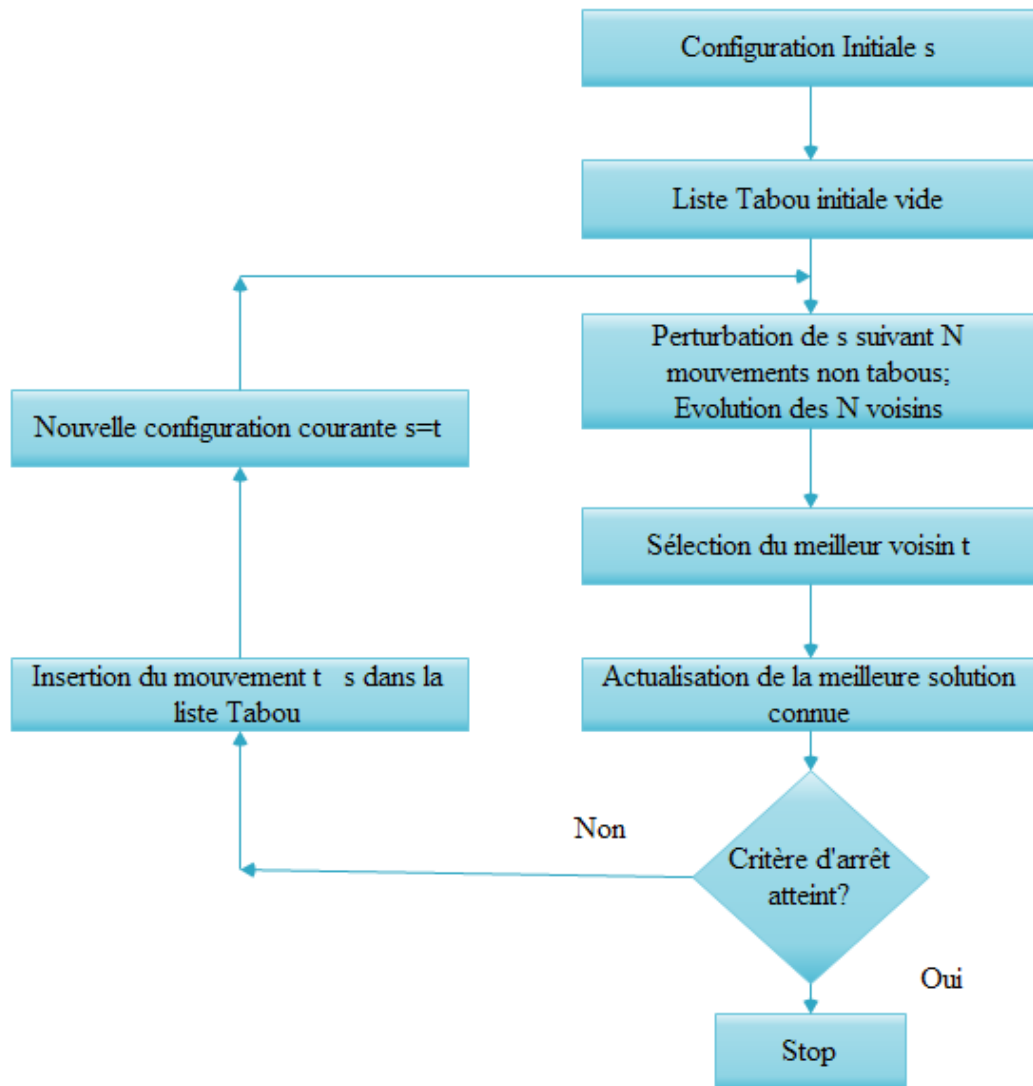 Configuration Initiale s
Liste Tabou initiale vide
Perturbation de s suivant N
mouvements non tabous;
Evolution des N voisins
Nouvelle configuration courante s=t
Sélection du meilleur voisin t
Insertion du mouvement t s dans la
liste Tabou
Actualisation de la meilleure solution
connue
Non
Critère d'arrêt
atteint?
Oui
Stop